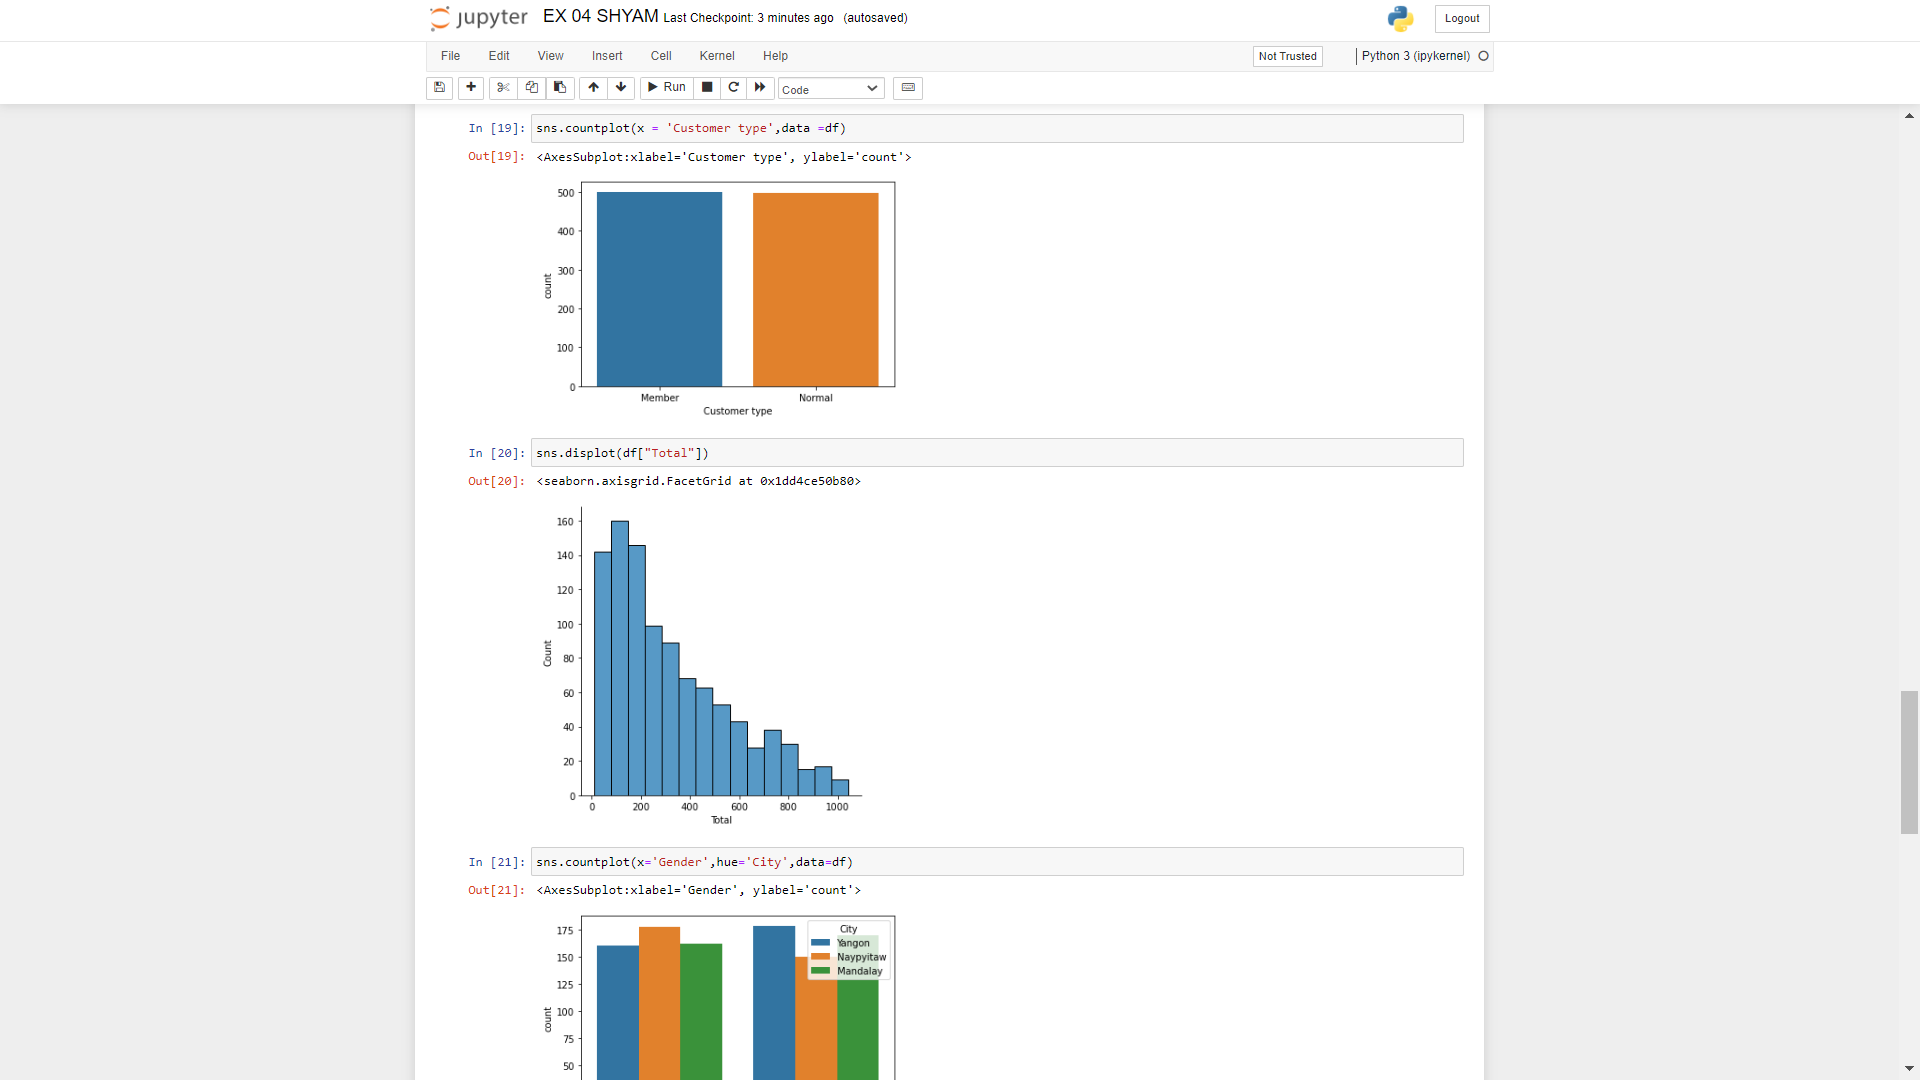 jupyter EX 04 SHYAM Last Checkpoint: 3 minutes ago (autosaved) Logout
File Edit View Insert Cell Kernel Help Not Trusted Python 3 (ipykernel)
Run Code
In [19]: sns.countplot(x = 'Customer type',data =df)
Out[19]: <AxesSubplot:xlabel='Customer type', ylabel='count'>
500
400
300
200
100
0
count
Member Normal
Customer type
In [20]: sns.displot(df["Total"])
Out[20]: <seaborn.axisgrid.FacetGrid at 0x1dd4ce50b80>
160
140
120
100
80
60
40
20
0
Count
0 200 400 600 800 1000
Total
In [21]: sns.countplot(x='Gender',hue='City',data=df)
Out[21]: <AxesSubplot:xlabel='Gender', ylabel='count'>
175
150
125
100
75
50
count
City
Yangon
Naypyitaw
Mandalay